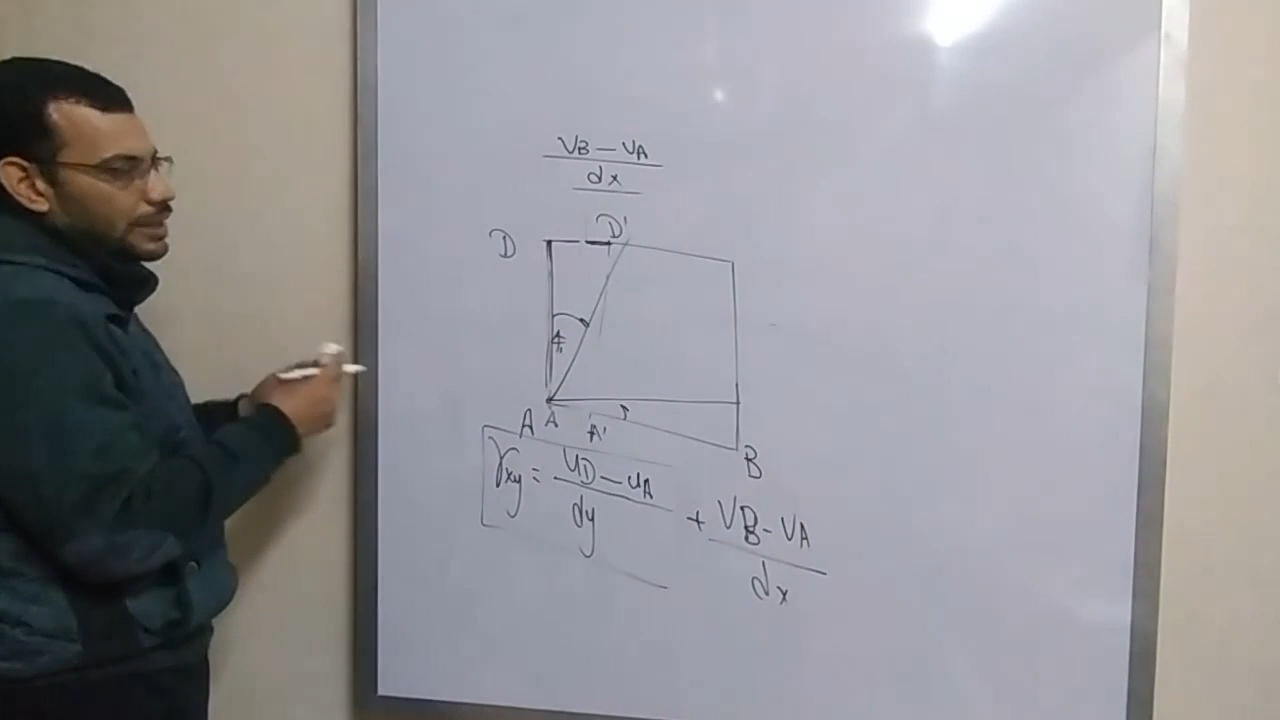 VB – VA
dx
D D'
A A A'
B
γxy = uD – uA
dy
+ VB – VA
dx